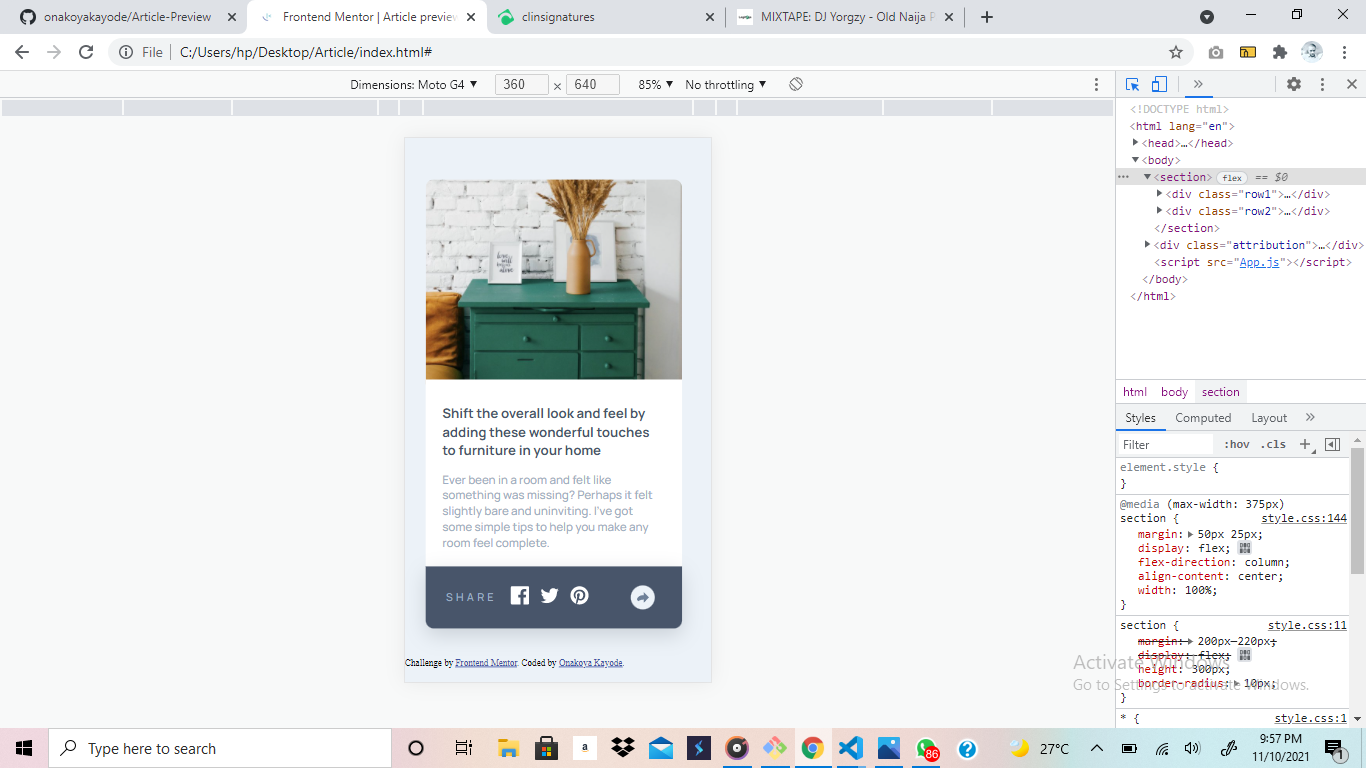 onakoyakayode/Article-Preview
Frontend Mentor | Article preview
clinsignatures
MIXTAPE: DJ Yorgzy - Old Naija P
File
C:/Users/hp/Desktop/Article/index.html#
Dimensions: Moto G4 ▼ 360 x 640 85% ▼ No throttling ▼
<!DOCTYPE html>
<html lang="en">
<head>…</head>
<body>
<section> flex == $0
<div class="row1">…</div>
<div class="row2">…</div>
</section>
<div class="attribution">…</div>
<script src="App.js"></script>
</body>
</html>
html body section
Styles Computed Layout »
Filter :hov .cls +
element.style {
}
@media (max-width: 375px)
section { style.css:144
margin: 50px 25px;
display: flex;
flex-direction: column;
align-content: center;
width: 100%;
}
section { style.css:11
margin: 200px 220px;
display: flex;
height: 300px;
border-radius: 10px;
}
* { style.css:1
Shift the overall look and feel by
adding these wonderful touches
to furniture in your home
Ever been in a room and felt like
something was missing? Perhaps it felt
slightly bare and uninviting. I've got
some simple tips to help you make any
room feel complete.
SHARE
Challenge by Frontend Mentor. Coded by Onakoya Kayode.
Activate Windows
Go to Settings to activate Windows.
Type here to search
a
86
27°C
9:57 PM
11/10/2021
1